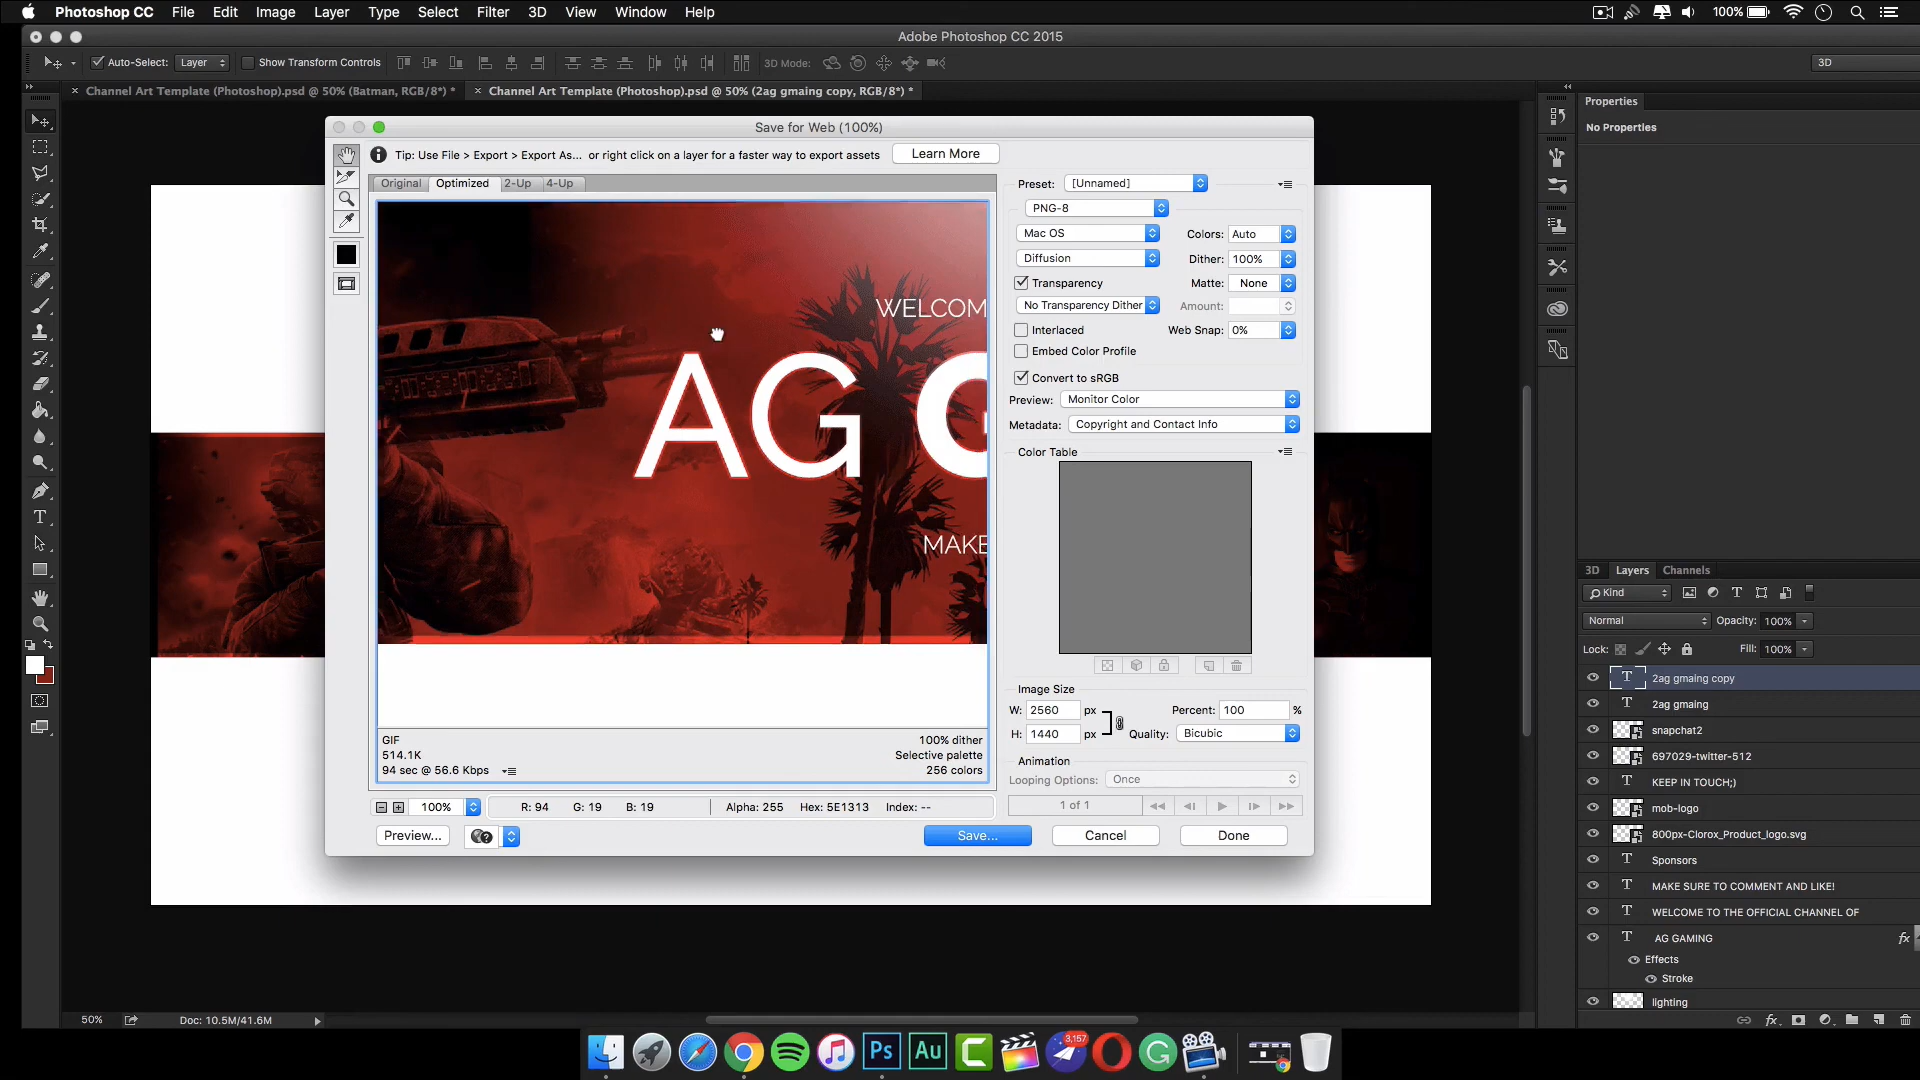 Photoshop CC File Edit Image Layer Type Select Filter 3D View Window Help 100%
Adobe Photoshop CC 2015
Auto-Select: Layer Show Transform Controls 3D Mode: 3D
Channel Art Template (Photoshop).psd @ 50% (Batman, RGB/8*) *
Channel Art Template (Photoshop).psd @ 50% (2ag gmaing copy, RGB/8*) *
Properties
No Properties
Save for Web (100%)
Tip: Use File > Export > Export As... or right click on a layer for a faster way to export assets
Learn More
Original Optimized 2-Up 4-Up
Preset: [Unnamed]
PNG-8
Mac OS Colors: Auto
Diffusion Dither: 100%
Transparency Matte: None
No Transparency Dither Amount:
Interlaced Web Snap: 0%
Embed Color Profile
Convert to sRGB
Preview: Monitor Color
Metadata: Copyright and Contact Info
Color Table
WELCOM
AG G
MAKE
Image Size
W: 2560 px Percent: 100 %
H: 1440 px Quality: Bicubic
Animation
Looping Options: Once
1 of 1
GIF 100% dither
514.1K Selective palette
94 sec @ 56.6 Kbps 256 colors
100% R: 94 G: 19 B: 19 Alpha: 255 Hex: 5E1313 Index: --
Preview... Save... Cancel Done
3D Layers Channels
Kind
Normal Opacity: 100%
Lock: Fill: 100%
T 2ag gmaing copy
T 2ag gmaing
snapchat2
697029-twitter-512
T KEEP IN TOUCH;)
mob-logo
800px-Clorox_Product_logo.svg
T Sponsors
T MAKE SURE TO COMMENT AND LIKE!
T WELCOME TO THE OFFICIAL CHANNEL OF
T AG GAMING fx
Effects
Stroke
lighting
50% Doc: 10.5M/41.6M
fx
Ps Au C 3,157